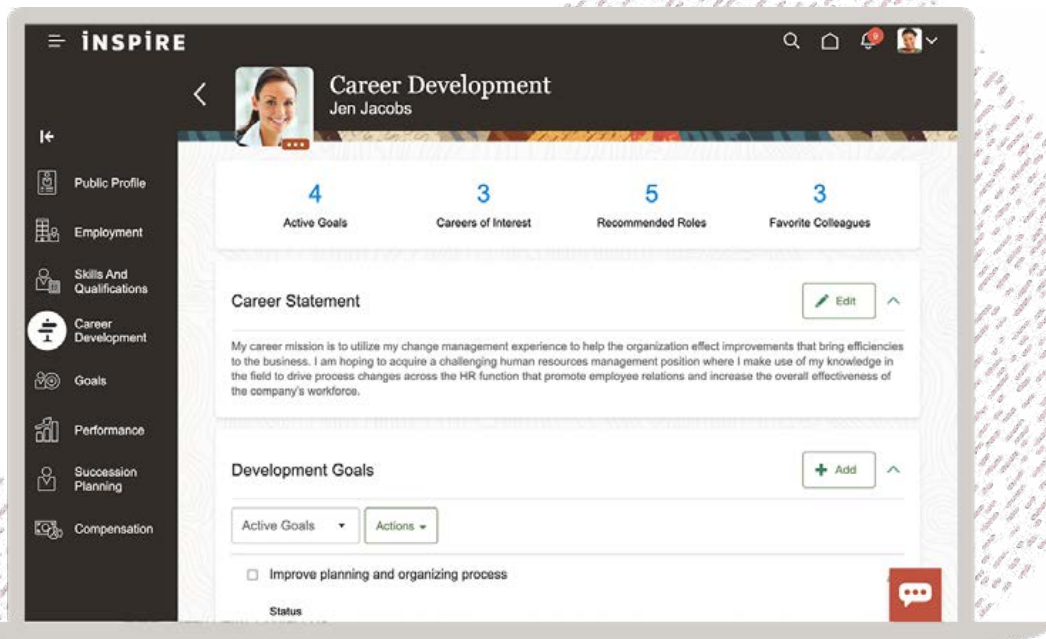 INSPIRE
9
Career Development
Jen Jacobs
Public Profile
Employment
Skills And
Qualifications
Career
Development
Goals
Performance
Succession
Planning
Compensation
4
Active Goals
3
Careers of Interest
5
Recommended Roles
3
Favorite Colleagues
Career Statement
Edit
My career mission is to utilize my change management experience to help the organization effect improvements that bring efficiencies
to the business. I am hoping to acquire a challenging human resources management position where I make use of my knowledge in
the field to drive process changes across the HR function that promote employee relations and increase the overall effectiveness of
the company's workforce.
Development Goals
Add
Active Goals
Actions
Improve planning and organizing process
Status